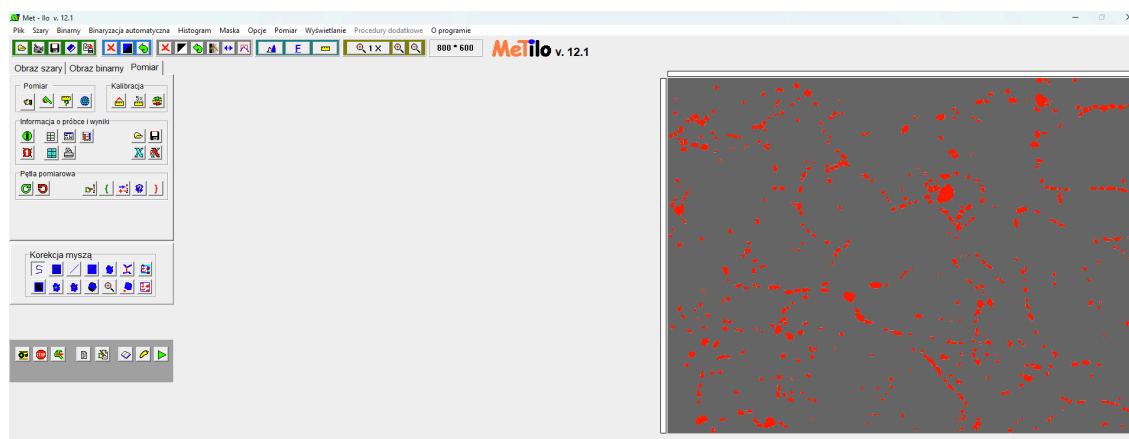 Met - Ilo v. 12.1
Plik Szary Binarny Binaryzacja automatyczna Histogram Maska Opcje Pomiar Wyświetlanie Procedury dodatkowe O programie
F 1 X 800 * 600 MeTilo v. 12.1
Obraz szary Obraz binarny Pomiar
Pomiar Kalibracja
Informacja o próbce i wyniki
Pętla pomiarowa
Korekcja myszą
STOP